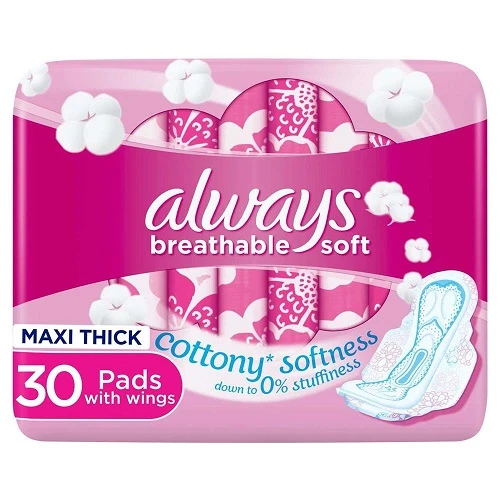 always
breathable soft
MAXI THICK
30 Pads
with wings
cottony* softness
down to 0% stuffiness